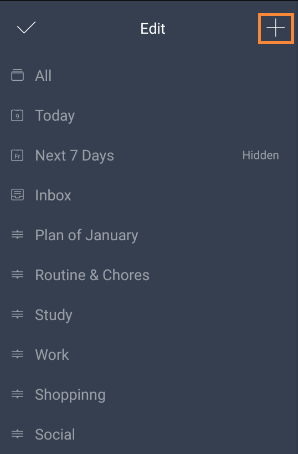 Edit
All
Today
Next 7 Days Hidden
Inbox
Plan of January
Routine & Chores
Study
Work
Shoppinng
Social